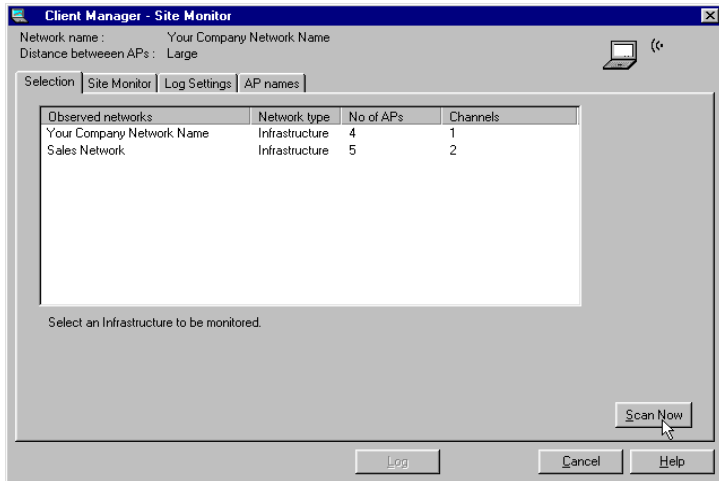 Client Manager - Site Monitor
Network name : Your Company Network Name
Distance betweeen APs : Large
Selection Site Monitor Log Settings AP names
Observed networks Network type No of APs Channels
Your Company Network Name Infrastructure 4 1
Sales Network Infrastructure 5 2
Select an Infrastructure to be monitored.
Scan Now
Log Cancel Help